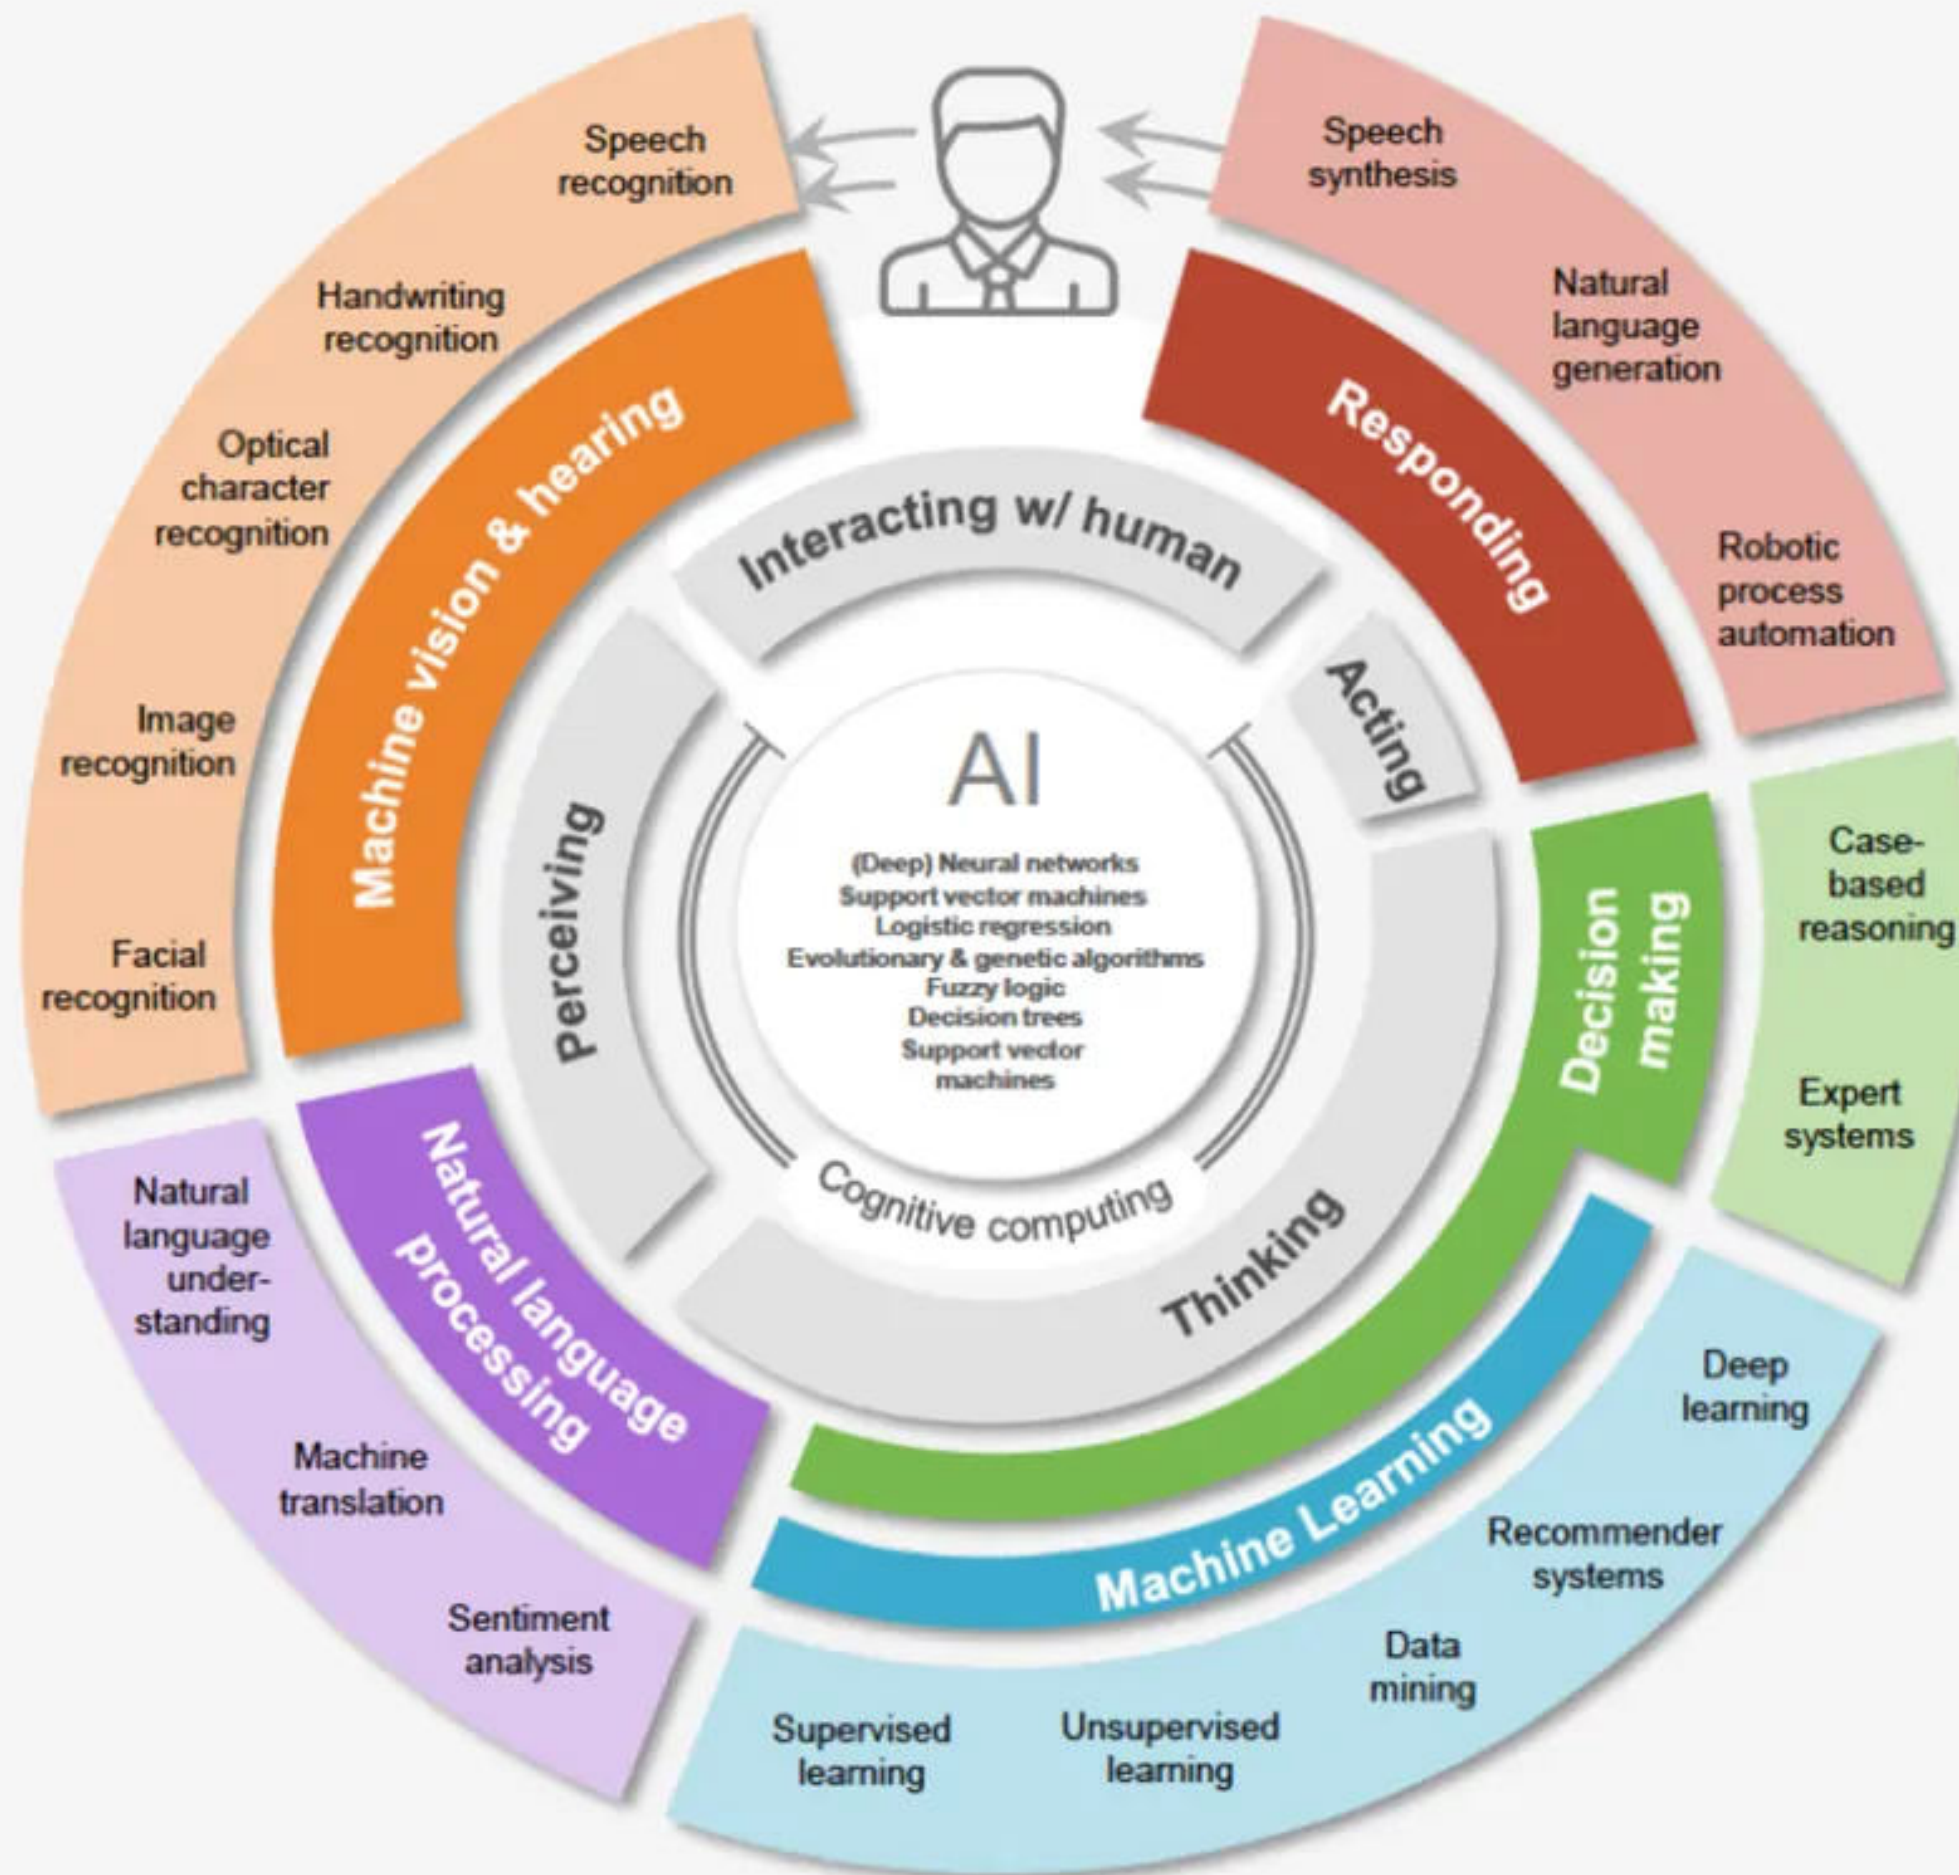 Speech
recognition
Handwriting
recognition
Optical
character
recognition
Image
recognition
Facial
recognition
Machine vision & hearing
Speech
synthesis
Natural
language
generation
Robotic
process
automation
Responding
Interacting w/ human
Acting
Perceiving
Thinking
AI
(Deep) Neural networks
Support vector machines
Logistic regression
Evolutionary & genetic algorithms
Fuzzy logic
Decision trees
Support vector
machines
Cognitive computing
Decision
making
Case-
based
reasoning
Expert
systems
Natural language
processing
Natural
language
under-
standing
Machine
translation
Sentiment
analysis
Machine Learning
Deep
learning
Recommender
systems
Data
mining
Unsupervised
learning
Supervised
learning